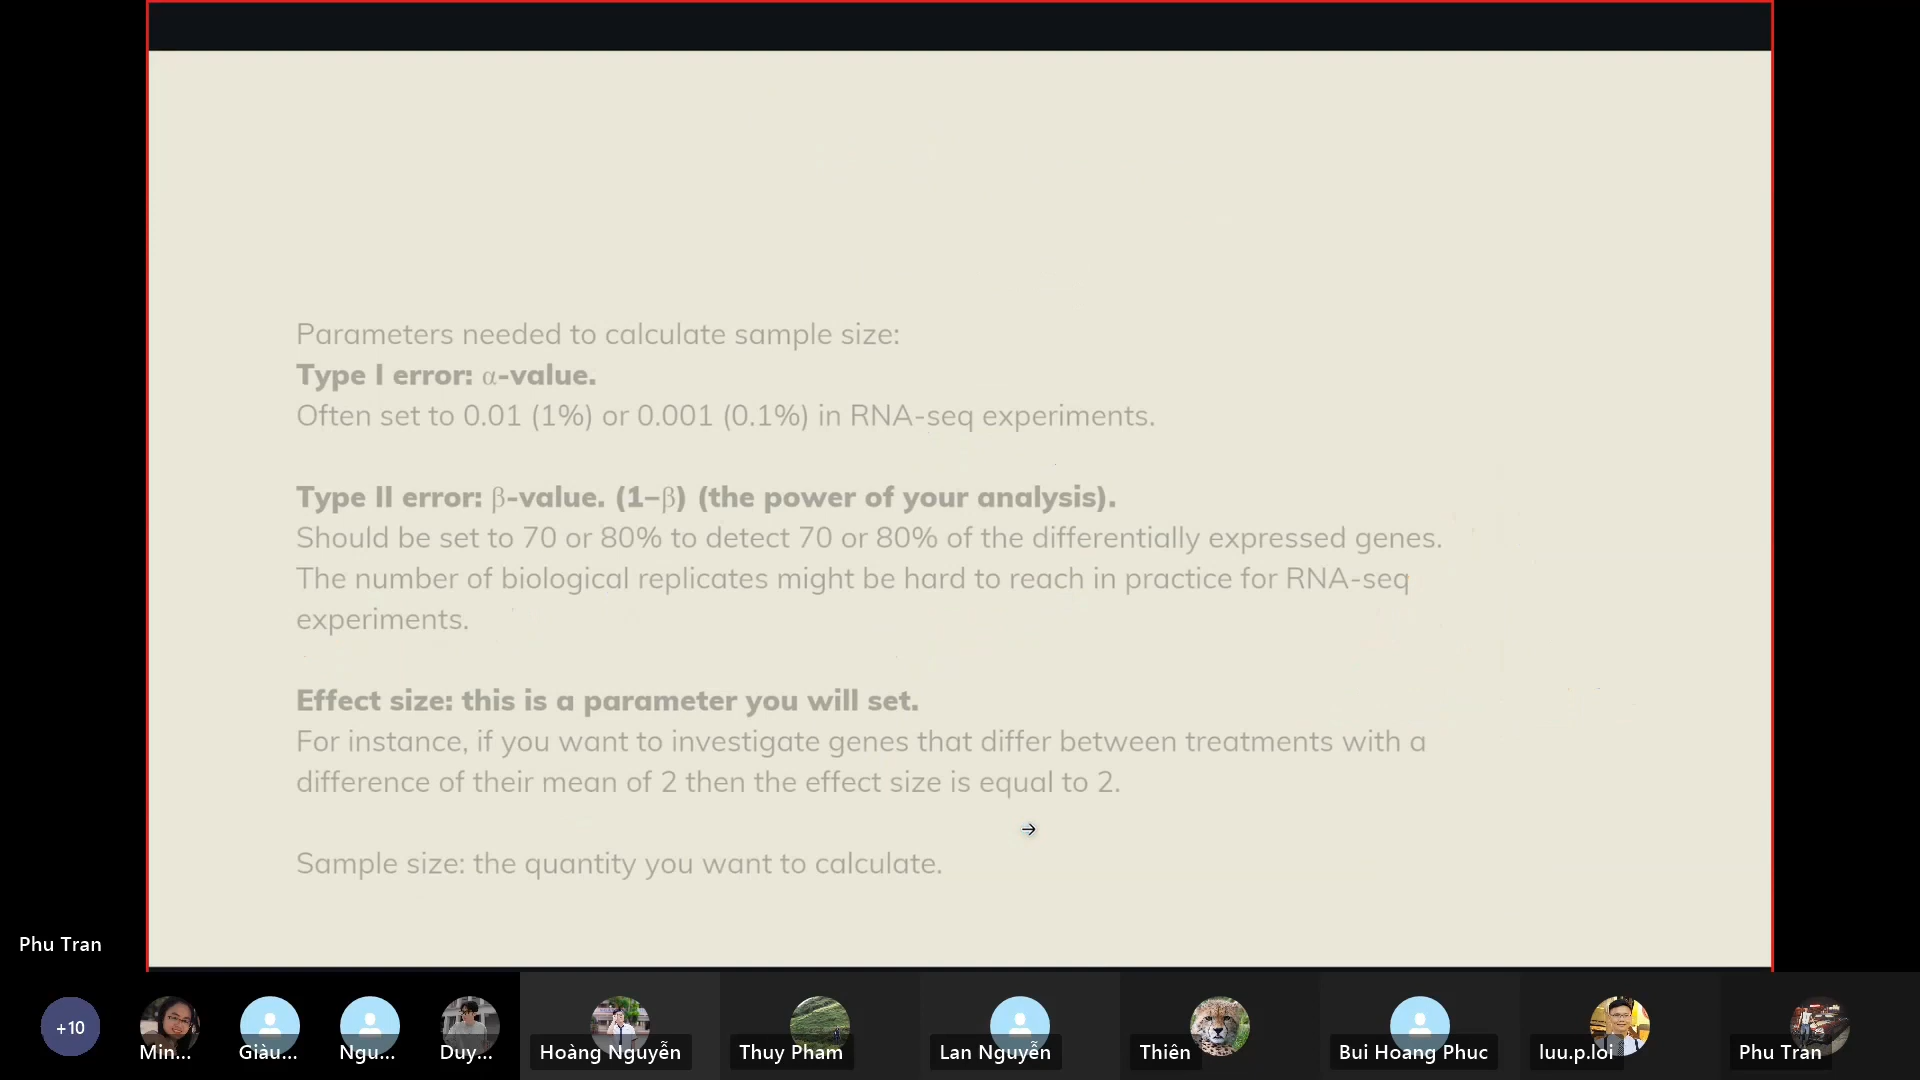 Parameters needed to calculate sample size:
Type I error: α-value.
Often set to 0.01 (1%) or 0.001 (0.1%) in RNA-seq experiments.
Type II error: β-value. (1−β) (the power of your analysis).
Should be set to 70 or 80% to detect 70 or 80% of the differentially expressed genes.
The number of biological replicates might be hard to reach in practice for RNA-seq
experiments.
Effect size: this is a parameter you will set.
For instance, if you want to investigate genes that differ between treatments with a
difference of their mean of 2 then the effect size is equal to 2.
Sample size: the quantity you want to calculate.
Phu Tran
+10
Min...
Giàu...
Ngu...
Duy...
Hoàng Nguyễn
Thuy Pham
Lan Nguyễn
Thiên
Bui Hoang Phuc
luu.p.loi
Phu Tran